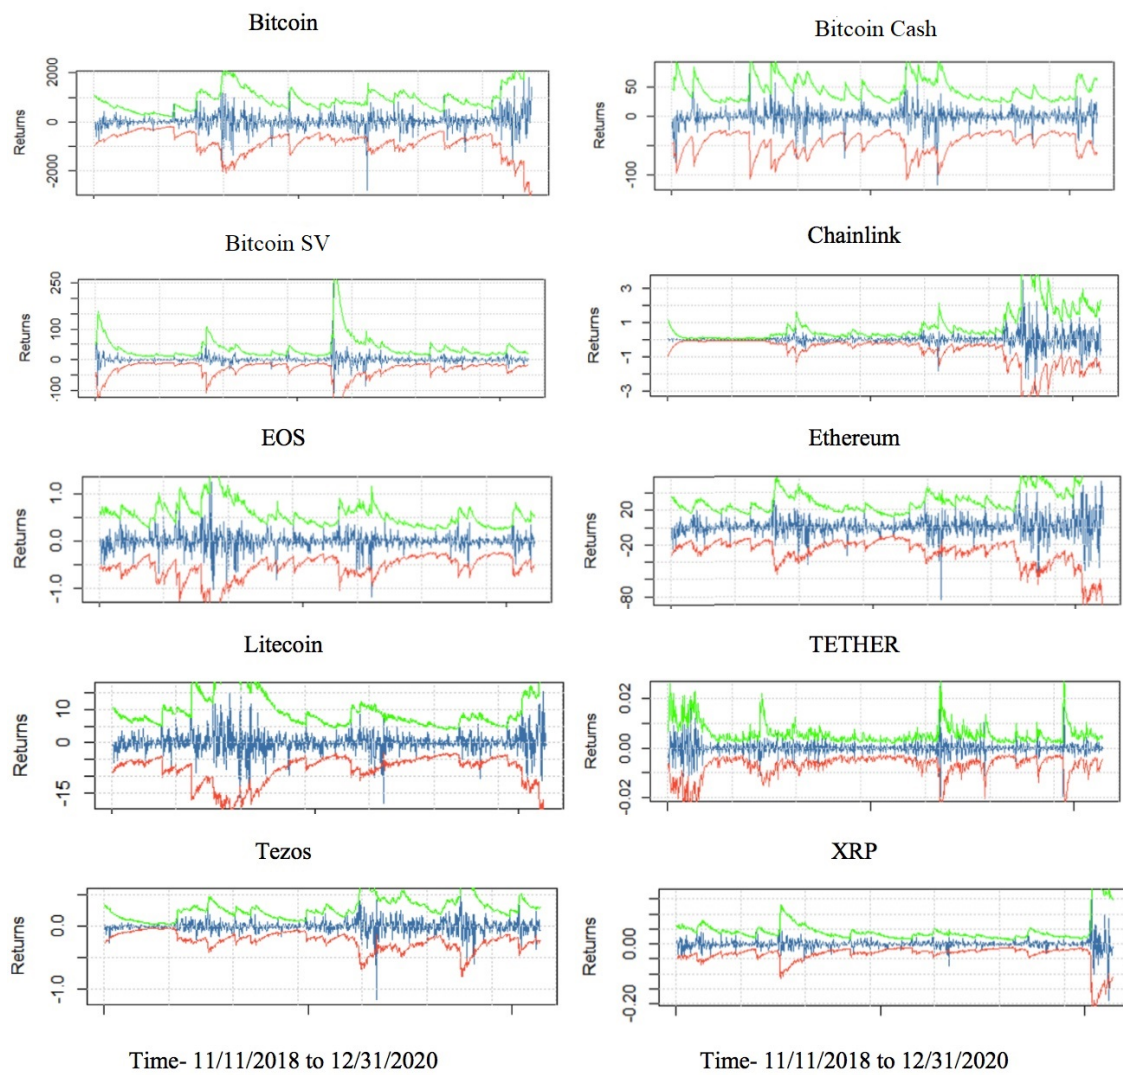 Bitcoin
Returns
2000
0
-2000
Bitcoin Cash
Returns
50
0
-100
Bitcoin SV
Returns
250
100
0
-100
Chainlink
Returns
3
1
-1
-3
EOS
Returns
1.0
0.0
-1.0
Ethereum
Returns
20
-20
-80
Litecoin
Returns
10
0
-15
TETHER
Returns
0.02
0.00
-0.02
Tezos
Returns
0.0
-1.0
XRP
Returns
0.00
-0.20
Time- 11/11/2018 to 12/31/2020
Time- 11/11/2018 to 12/31/2020